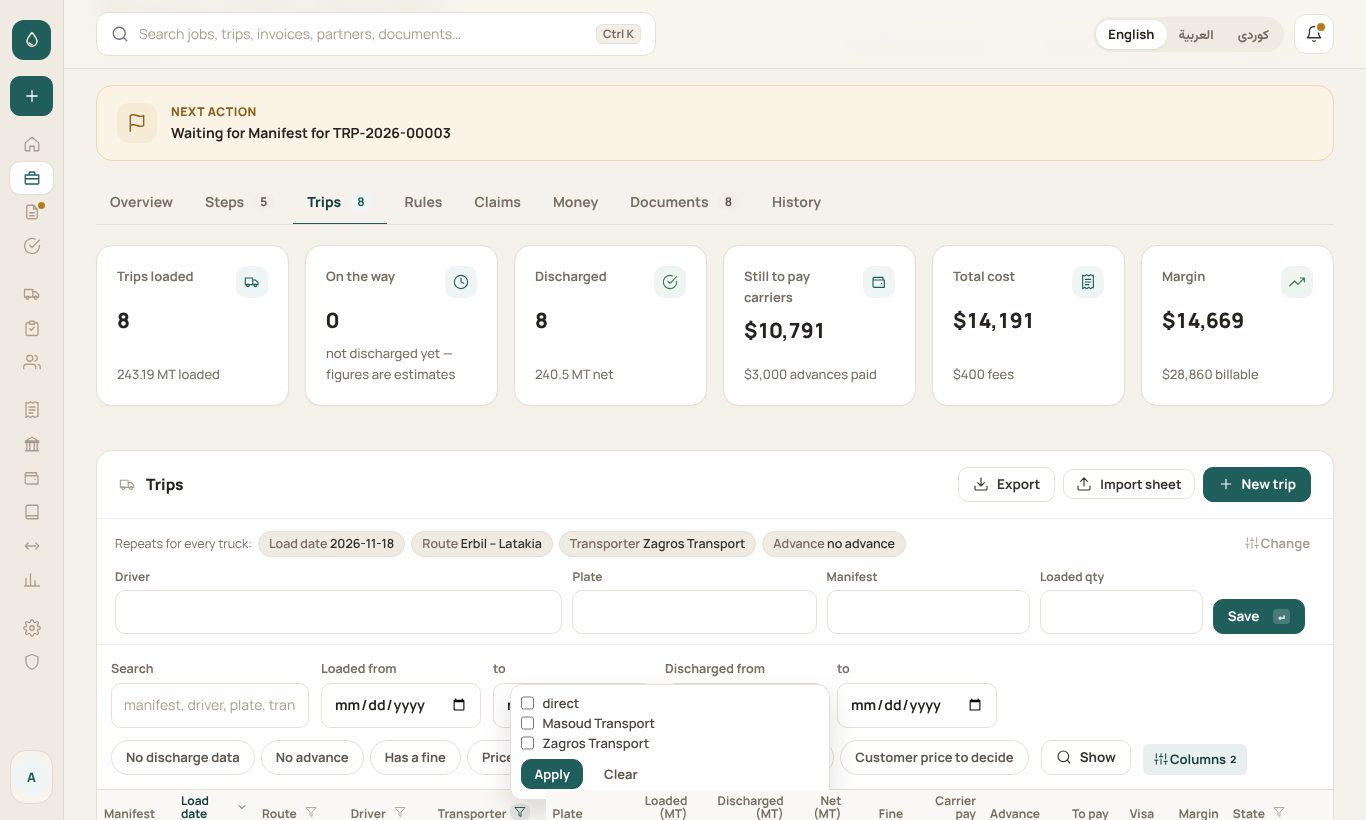 Search jobs, trips, invoices, partners, documents...
Ctrl K
English
العربية
کوردی
NEXT ACTION
Waiting for Manifest for TRP-2026-00003
Overview
Steps 5
Trips 8
Rules
Claims
Money
Documents 8
History
Trips loaded
8
243.19 MT loaded
On the way
0
not discharged yet —
figures are estimates
Discharged
8
240.5 MT net
Still to pay
carriers
$10,791
$3,000 advances paid
Total cost
$14,191
$400 fees
Margin
$14,669
$28,860 billable
Trips
Export
Import sheet
New trip
Repeats for every truck:
Load date 2026-11-18
Route Erbil – Latakia
Transporter Zagros Transport
Advance no advance
Change
Driver
Plate
Manifest
Loaded qty
Save
Search
Loaded from
to
Discharged from
to
manifest, driver, plate, tran
mm/dd/yyyy
mm/dd/yyyy
direct
Masoud Transport
Zagros Transport
Apply
Clear
No discharge data
No advance
Has a fine
Customer price to decide
Show
Columns 2
Manifest
Load
date
Route
Driver
Transporter
Plate
Loaded
(MT)
Discharged
(MT)
Net
(MT)
Fine
Carrier
pay
Advance
To pay
Visa
Margin
State
A